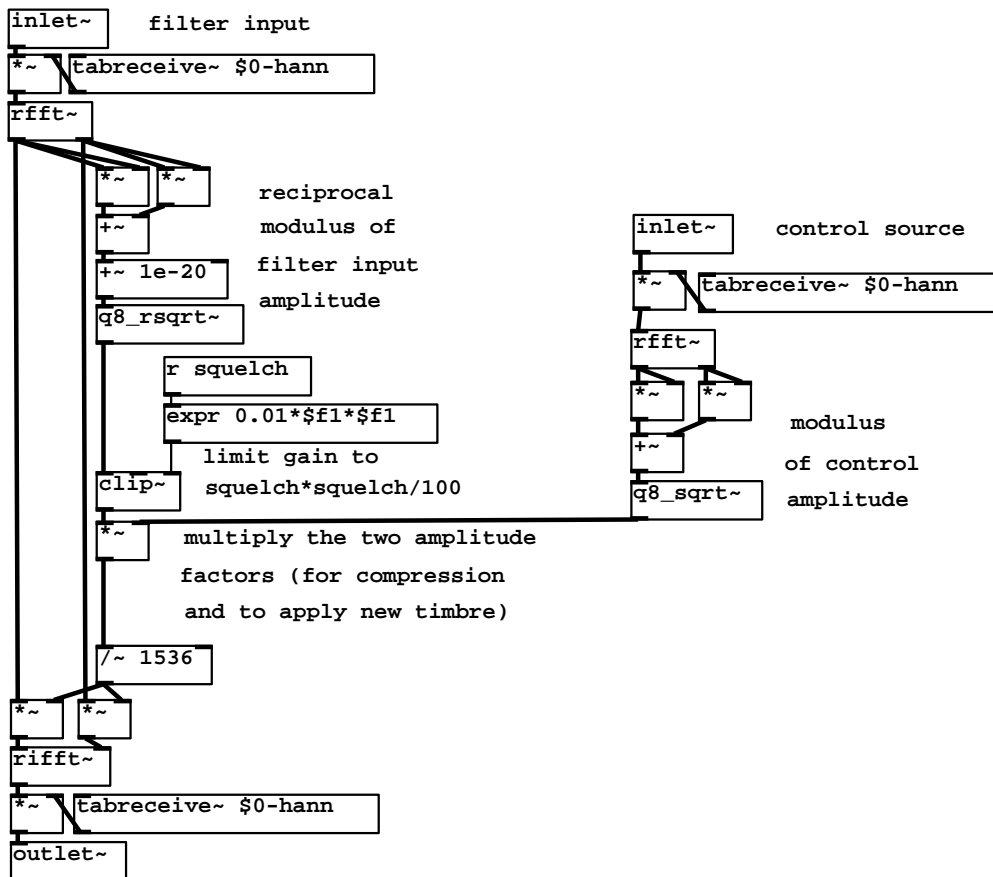 inlet~
filter input
*~
tabreceive~ $0-hann
rfft~
*~
*~
reciprocal
+~
modulus of
+~ 1e-20
filter input
amplitude
q8_rsqrt~
r squelch
expr 0.01*$f1*$f1
limit gain to
clip~
squelch*squelch/100
*~
multiply the two amplitude
factors (for compression
and to apply new timbre)
/~ 1536
*~
*~
rifft~
*~
tabreceive~ $0-hann
outlet~
inlet~
control source
*~
tabreceive~ $0-hann
rfft~
*~
*~
modulus
+~
of control
q8_sqrt~
amplitude